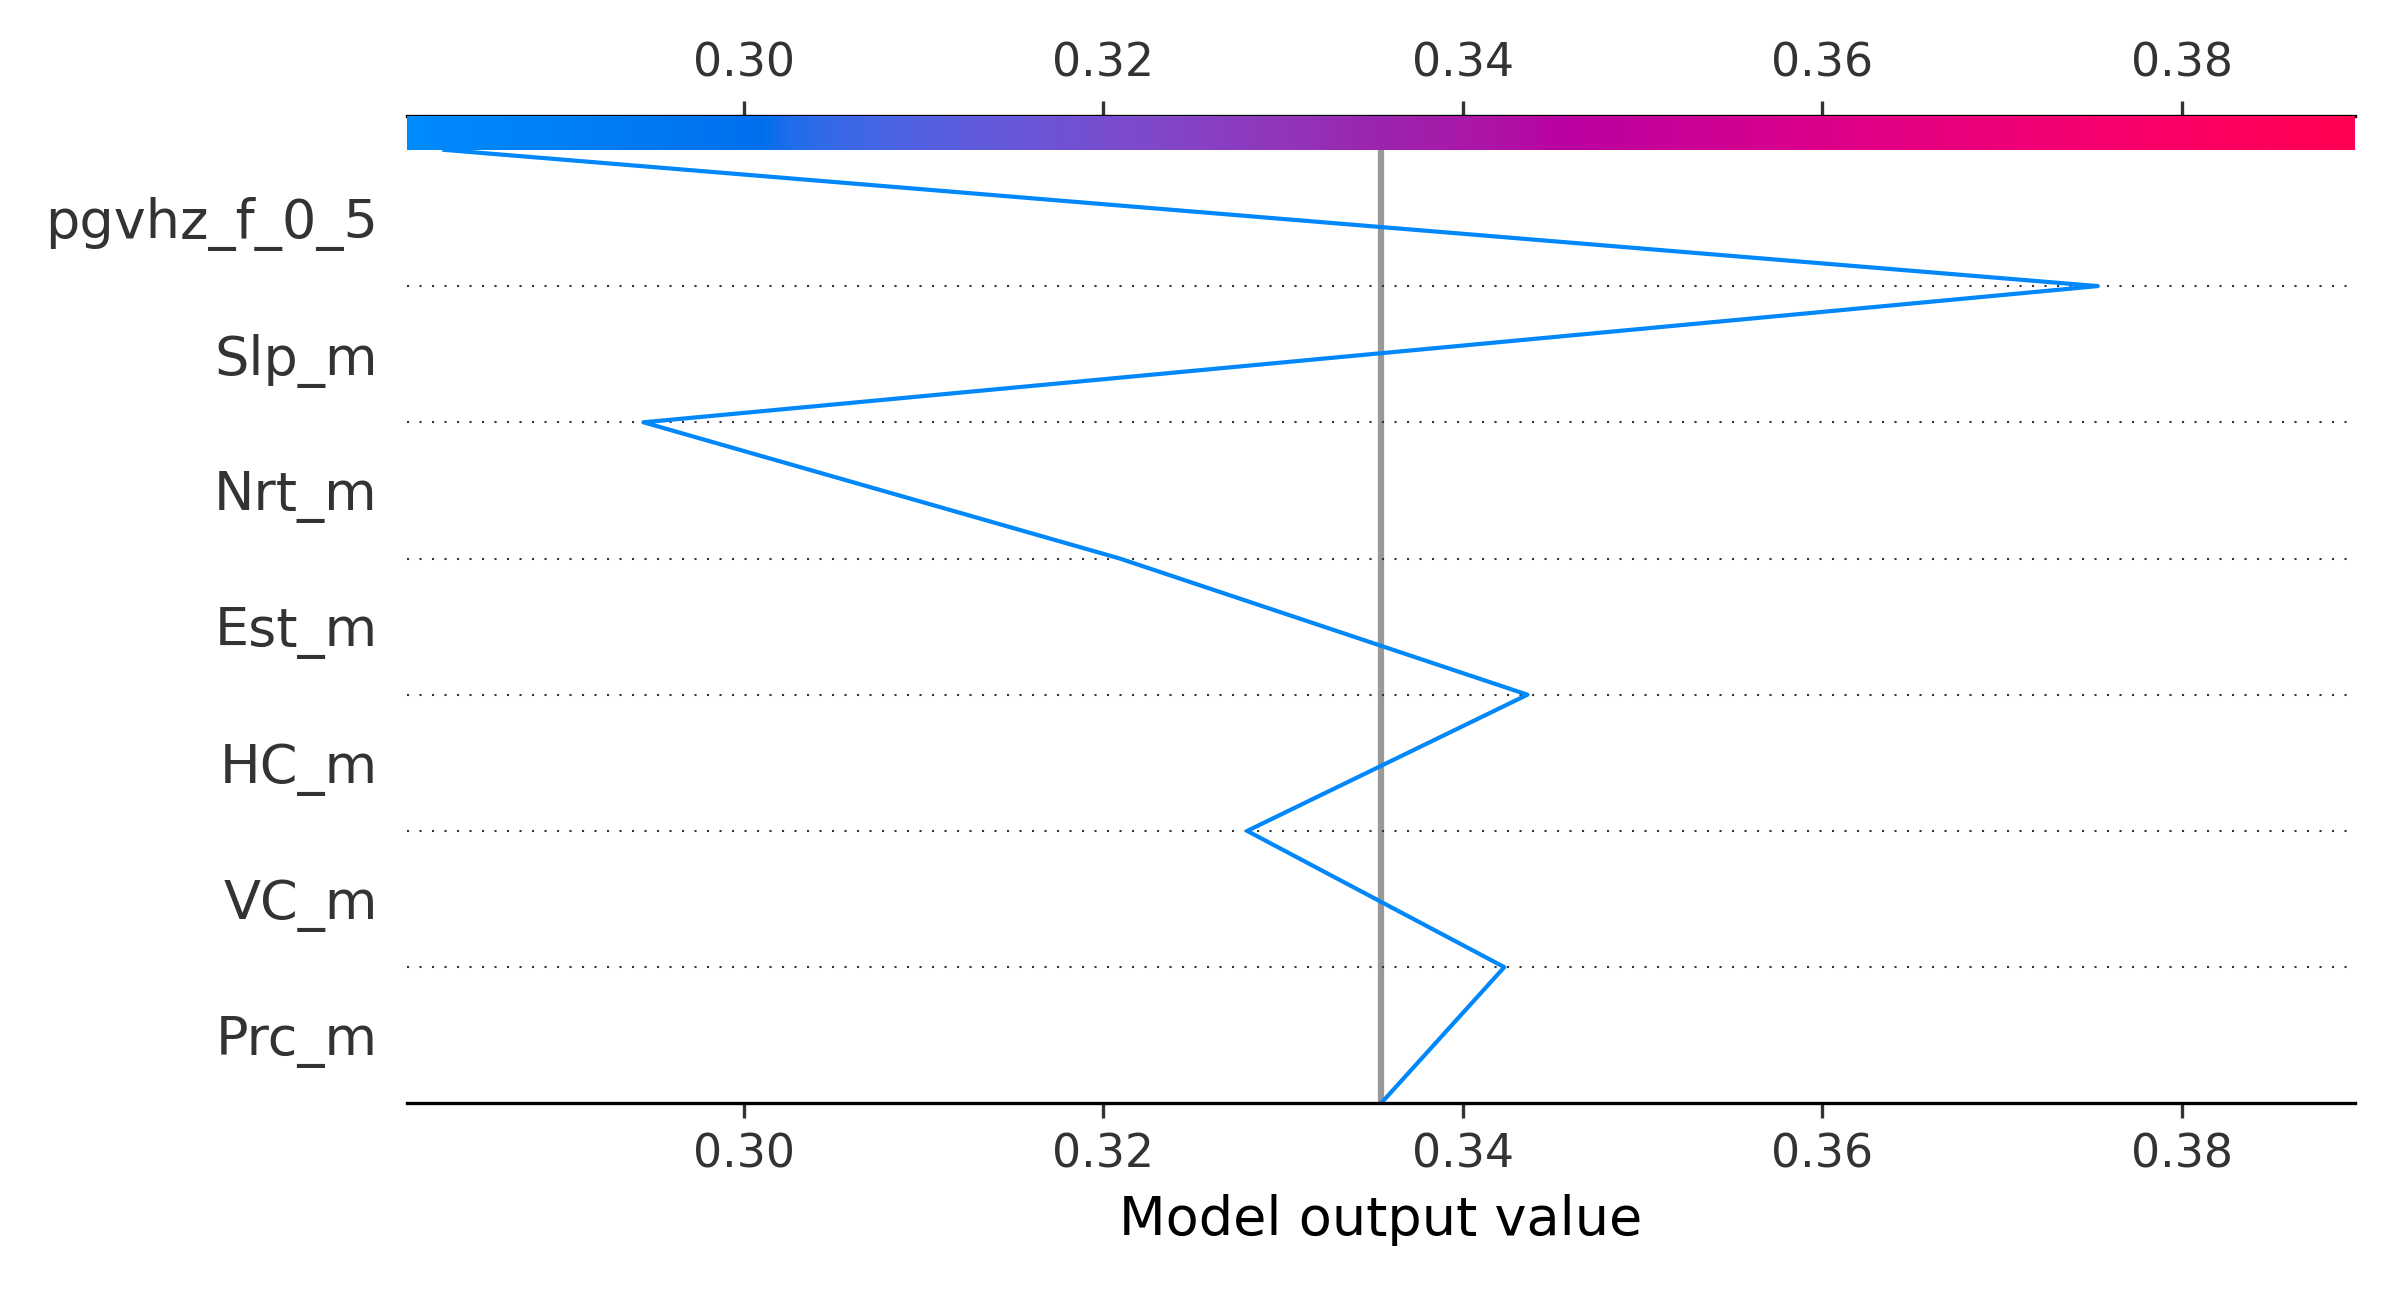 0.30 0.32 0.34 0.36 0.38
pgvhz_f_0_5
Slp_m
Nrt_m
Est_m
HC_m
VC_m
Prc_m
0.30 0.32 0.34 0.36 0.38
Model output value